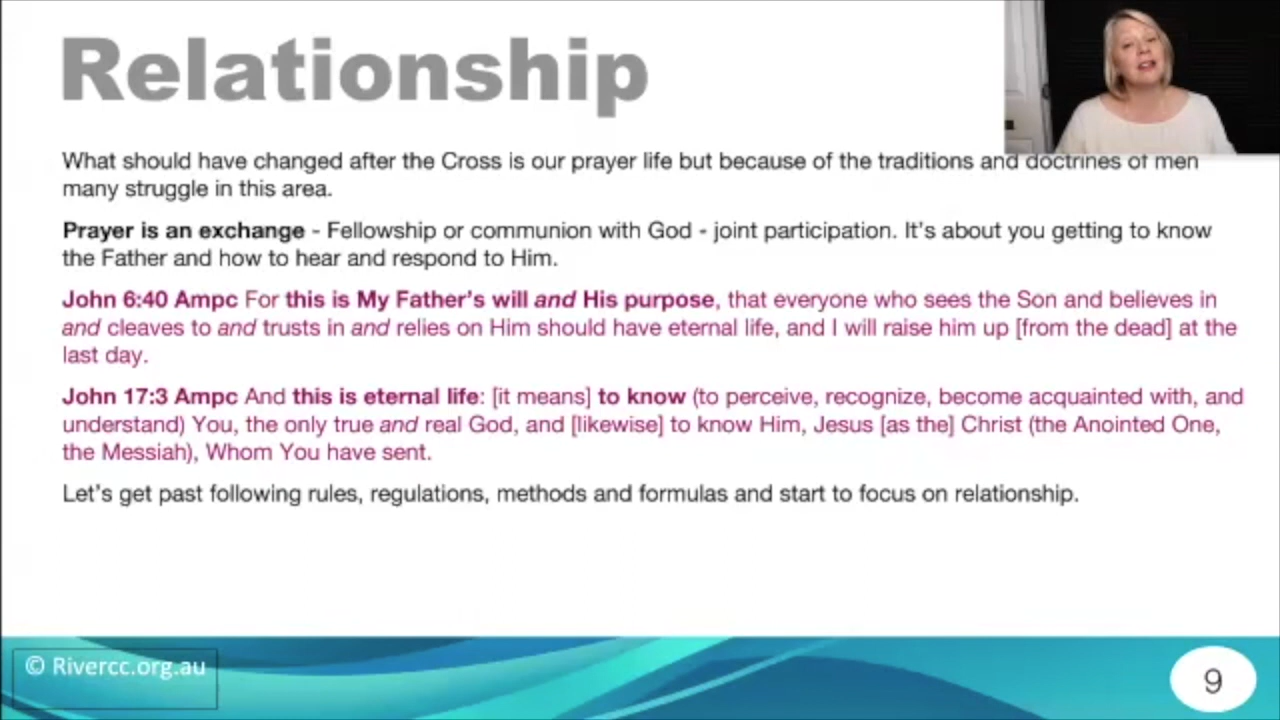 Relationship
What should have changed after the Cross is our prayer life but because of the traditions and doctrines of men
many struggle in this area.
Prayer is an exchange - Fellowship or communion with God - joint participation. It's about you getting to know
the Father and how to hear and respond to Him.
John 6:40 Ampc For this is My Father's will and His purpose, that everyone who sees the Son and believes in
and cleaves to and trusts in and relies on Him should have eternal life, and I will raise him up [from the dead] at the
last day.
John 17:3 Ampc And this is eternal life: [it means] to know (to perceive, recognize, become acquainted with, and
understand) You, the only true and real God, and [likewise] to know Him, Jesus [as the] Christ (the Anointed One,
the Messiah), Whom You have sent.
Let's get past following rules, regulations, methods and formulas and start to focus on relationship.
© Rivercc.org.au
9